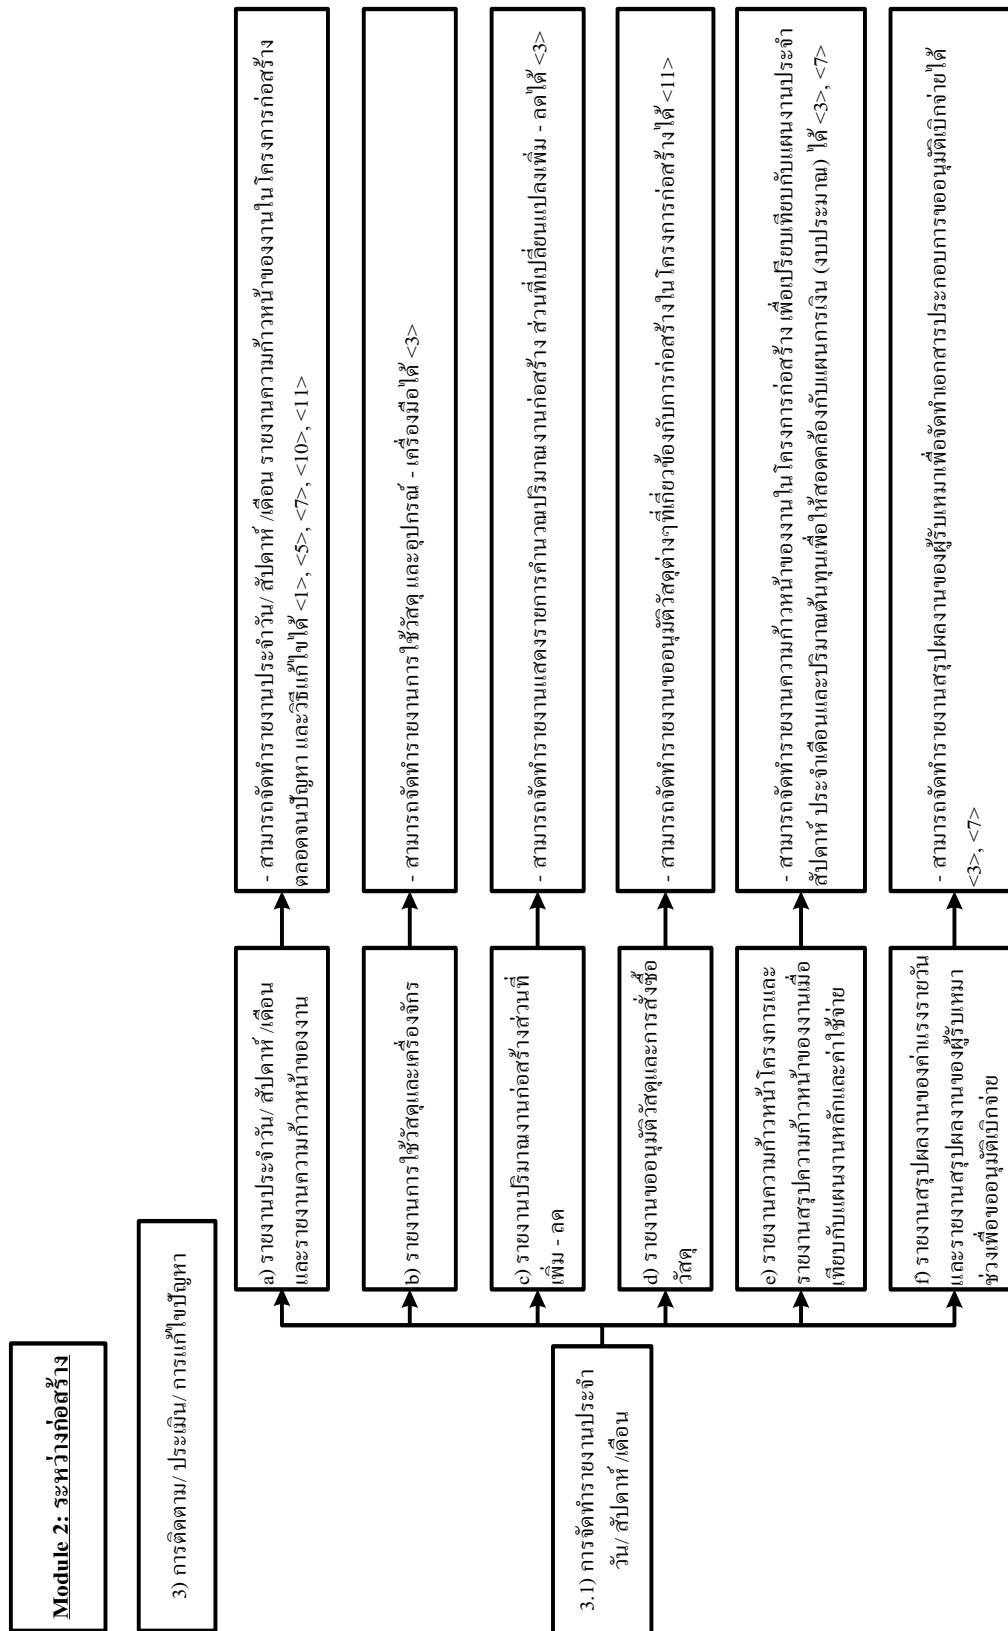 Module 2: ระหว่างก่อสร้าง
3) การติดตาม/ ประเมิน/ การแก้ไขปัญหา
3.1) การจัดทำรายงานประจำ
วัน/ สัปดาห์ /เดือน
a) รายงานประจำวัน/ สัปดาห์ /เดือน
และรายงานความก้าวหน้าของงาน
- สามารถจัดทำรายงานประจำวัน/ สัปดาห์ /เดือน รายงานความก้าวหน้าของงานในโครงการก่อสร้าง
ตลอดจนปัญหา และวิธีแก้ไขได้ <1>, <5>, <7>, <10>, <11>
b) รายงานการใช้วัสดุและเครื่องจักร
- สามารถจัดทำรายงานการใช้วัสดุ และอุปกรณ์ - เครื่องมือได้ <3>
c) รายงานปริมาณงานก่อสร้างส่วนที่
เพิ่ม - ลด
- สามารถจัดทำรายงานแสดงรายการคำนวณปริมาณงานก่อสร้าง ส่วนที่เปลี่ยนแปลงเพิ่ม - ลดได้ <3>
d) รายงานขออนุมัติวัสดุและการสั่งซื้อ
วัสดุ
- สามารถจัดทำรายงานขออนุมัติวัสดุต่างๆที่เกี่ยวข้องกับการก่อสร้างในโครงการก่อสร้างได้ <11>
e) รายงานความก้าวหน้าโครงการและ
รายงานสรุปความก้าวหน้าของงานเมื่อ
เทียบกับแผนงานหลักและค่าใช้จ่าย
- สามารถจัดทำรายงานความก้าวหน้าของงานในโครงการก่อสร้าง เพื่อเปรียบเทียบกับแผนงานประจำ
สัปดาห์ ประจำเดือนและปริมาณต้นทุนเพื่อให้สอดคล้องกับแผนการเงิน (งบประมาณ) ได้ <3>, <7>
f) รายงานสรุปผลงานของค่าแรงรายวัน
และรายงานสรุปผลงานของผู้รับเหมา
ช่วงเพื่อขออนุมัติเบิกจ่าย
- สามารถจัดทำรายงานสรุปผลงานของผู้รับเหมาเพื่อจัดทำเอกสารประกอบการขออนุมัติเบิกจ่ายได้
<3>, <7>